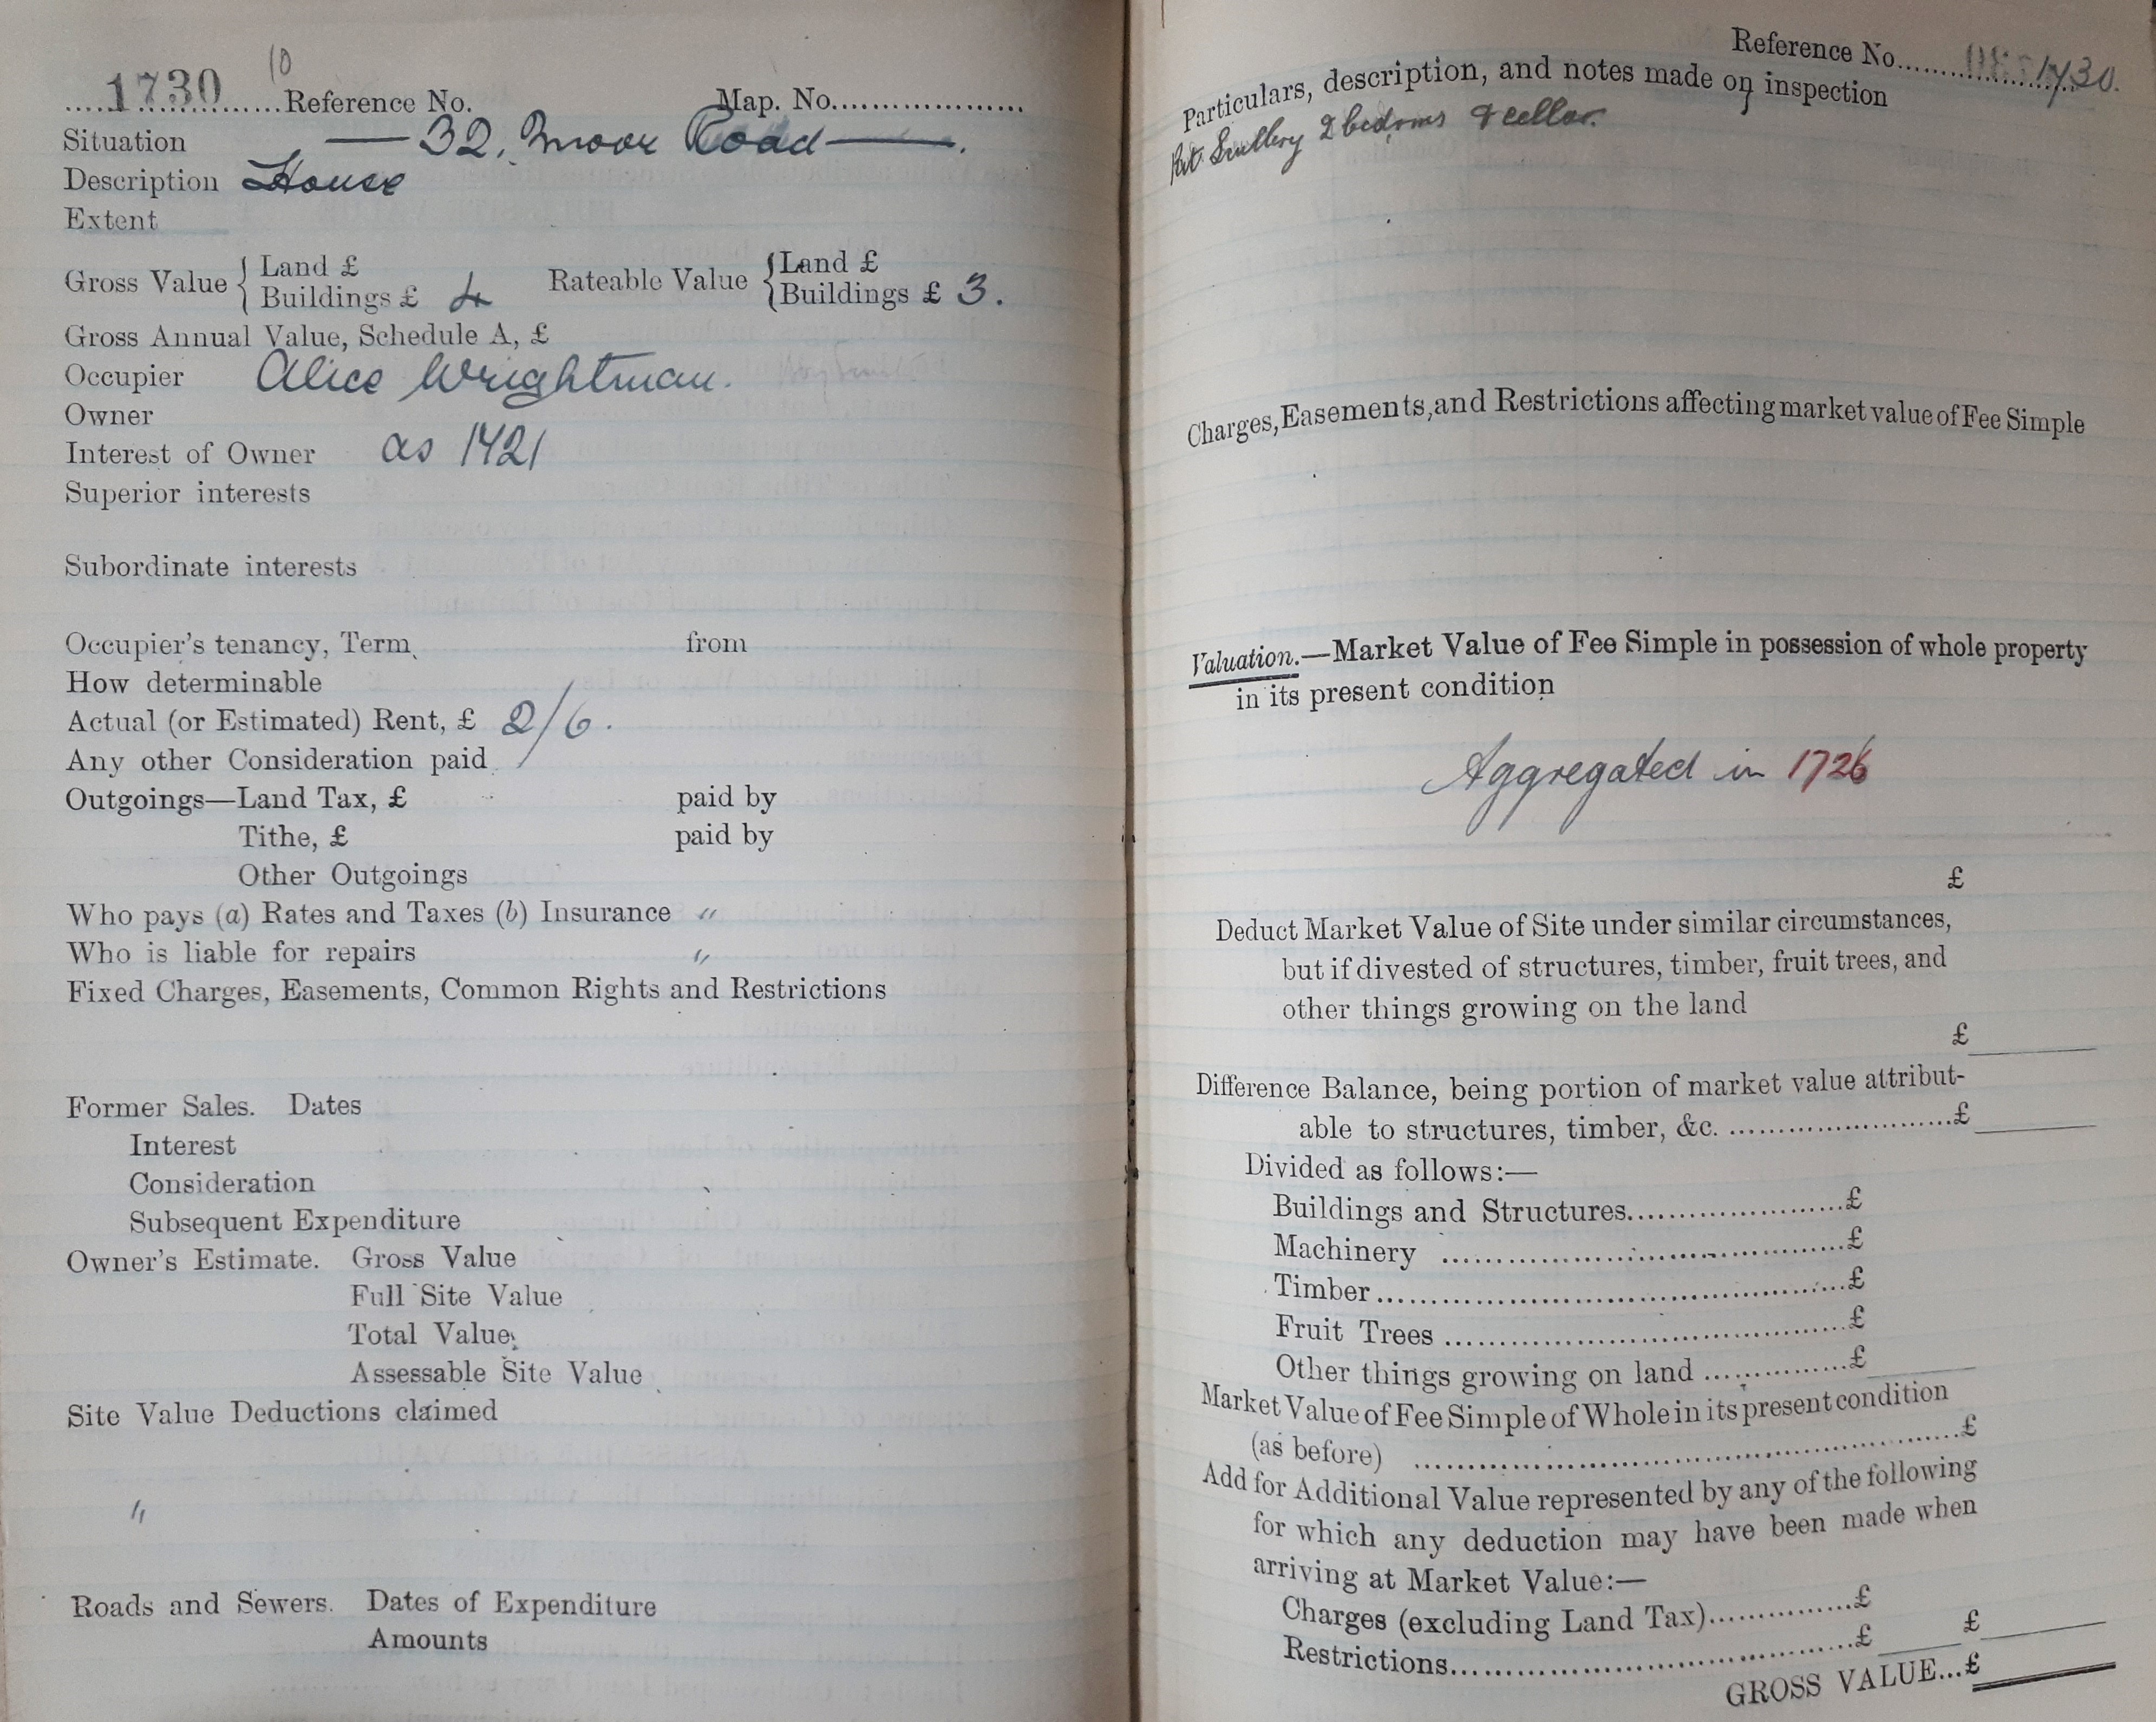 10
1730 Reference No. Map. No.
Situation — 32, Moor Road —.
Description House
Extent
Gross Value { Land £ Rateable Value { Land £
Buildings £ 4 Buildings £ 3.
Gross Annual Value, Schedule A, £
Occupier Alice Wrightman.
Owner
Interest of Owner as 1421
Superior interests
Subordinate interests
Occupier's tenancy, Term from
How determinable
Actual (or Estimated) Rent, £ 2/6.
Any other Consideration paid
Outgoings—Land Tax, £ paid by
Tithe, £ paid by
Other Outgoings
Who pays (a) Rates and Taxes (b) Insurance "
Who is liable for repairs "
Fixed Charges, Easements, Common Rights and Restrictions
Former Sales. Dates
Interest
Consideration
Subsequent Expenditure
Owner's Estimate. Gross Value
Full Site Value
Total Value
Assessable Site Value
Site Value Deductions claimed
"
Roads and Sewers. Dates of Expenditure
Amounts
Reference No. 1730.
Particulars, description, and notes made on inspection
Scullery 2 bedrms & cellar.
Charges, Easements, and Restrictions affecting market value of Fee Simple
Valuation.—Market Value of Fee Simple in possession of whole property
in its present condition
Aggregated in 1726
£
Deduct Market Value of Site under similar circumstances,
but if divested of structures, timber, fruit trees, and
other things growing on the land
£
Difference Balance, being portion of market value attribut-
able to structures, timber, &c. £
Divided as follows:—
Buildings and Structures £
Machinery £
Timber £
Fruit Trees £
Other things growing on land £
Market Value of Fee Simple of Whole in its present condition
(as before) £
Add for Additional Value represented by any of the following
for which any deduction may have been made when
arriving at Market Value:—
Charges (excluding Land Tax) £
Restrictions £ £
GROSS VALUE... £